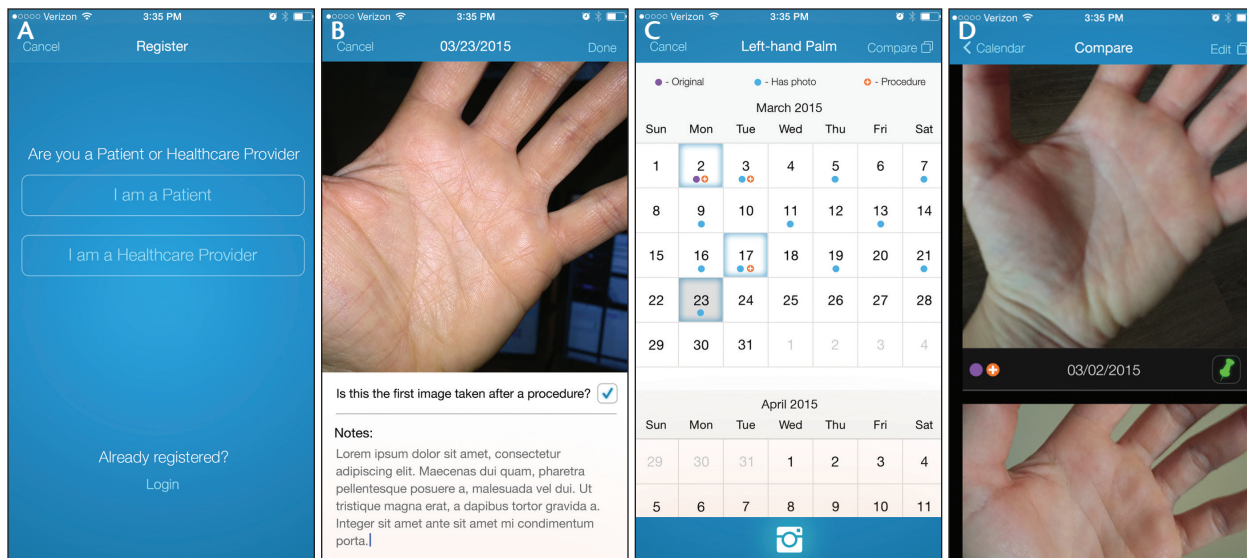 A
●○○○○ Verizon 3:35 PM
Cancel Register
Are you a Patient or Healthcare Provider
I am a Patient
I am a Healthcare Provider
Already registered?
Login
B
●○○○○ Verizon 3:35 PM
Cancel 03/23/2015 Done
Is this the first image taken after a procedure?
Notes:
Lorem ipsum dolor sit amet, consectetur
adipiscing elit. Maecenas dui quam, pharetra
pellentesque posuere a, malesuada vel dui. Ut
tristique magna erat, a dapibus tortor gravida a.
Integer sit amet ante sit amet mi condimentum
porta.
C
●○○○○ Verizon 3:35 PM
Cancel Left-hand Palm Compare
- Original - Has photo - Procedure
March 2015
Sun Mon Tue Wed Thu Fri Sat
1 2 3 4 5 6 7
8 9 10 11 12 13 14
15 16 17 18 19 20 21
22 23 24 25 26 27 28
29 30 31 1 2 3 4
April 2015
Sun Mon Tue Wed Thu Fri Sat
29 30 31 1 2 3 4
5 6 7 8 9 10 11
D
●○○○○ Verizon 3:35 PM
Calendar Compare Edit
03/02/2015